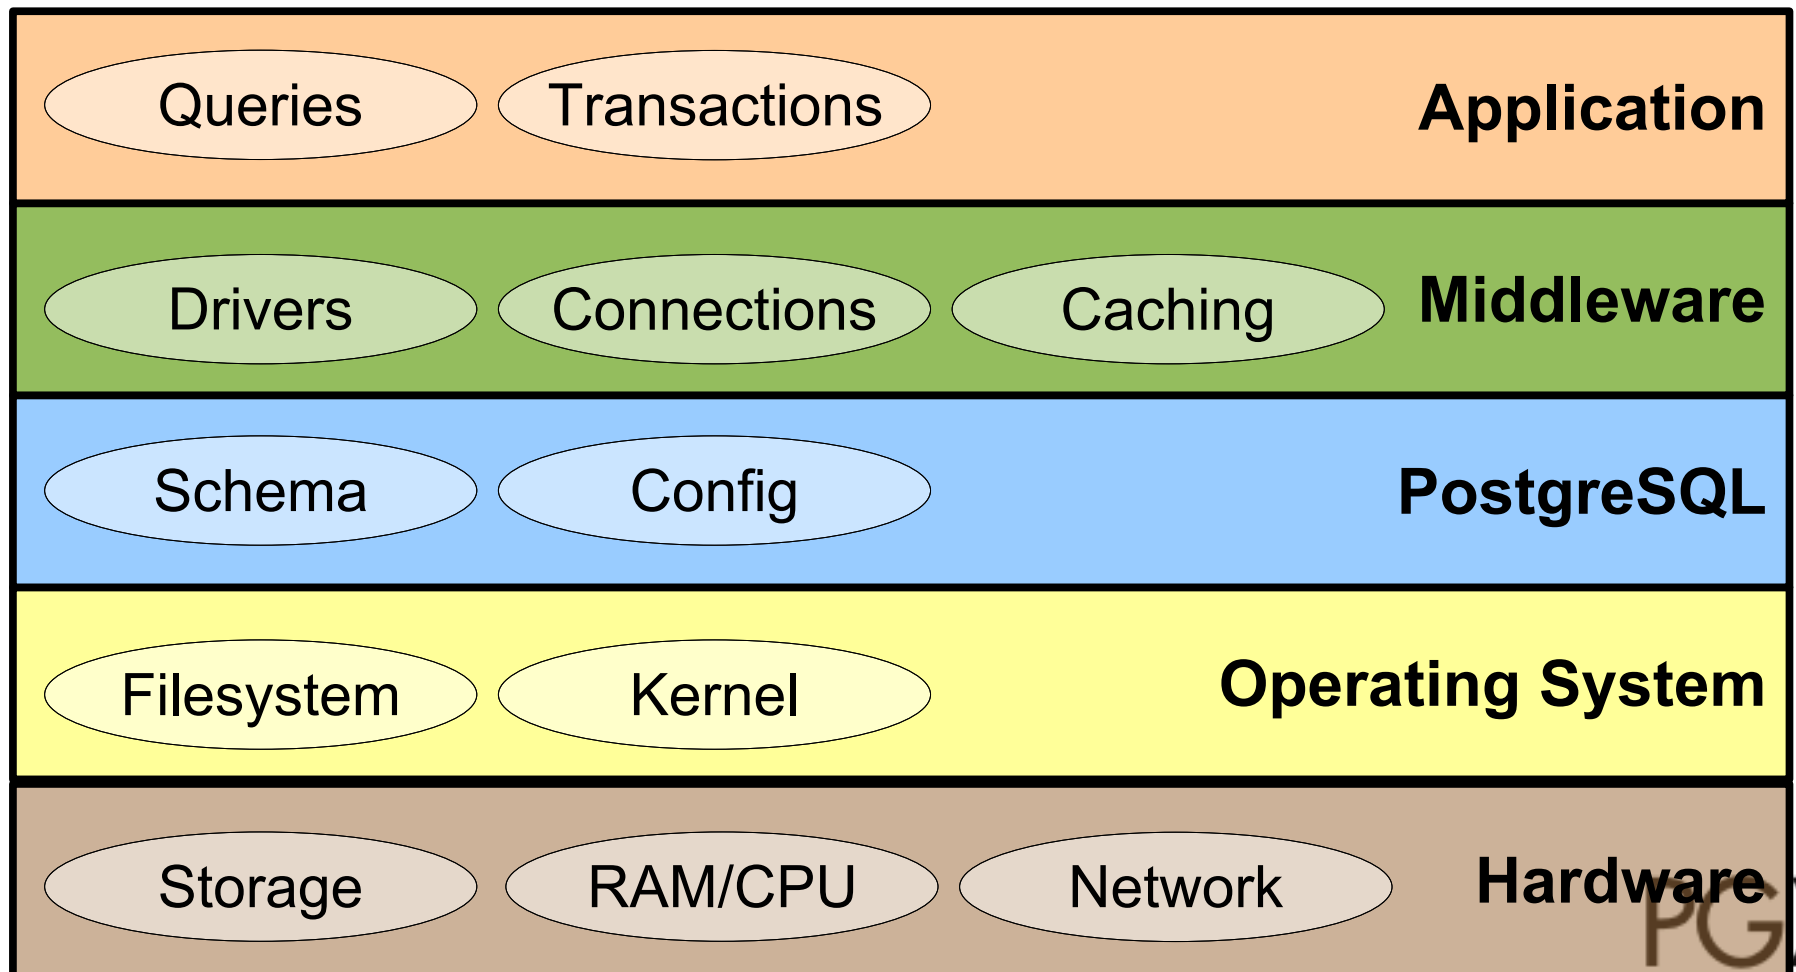 Queries Transactions Application
Drivers Connections Caching Middleware
Schema Config PostgreSQL
Filesystem Kernel Operating System
Storage RAM/CPU Network Hardware
PG